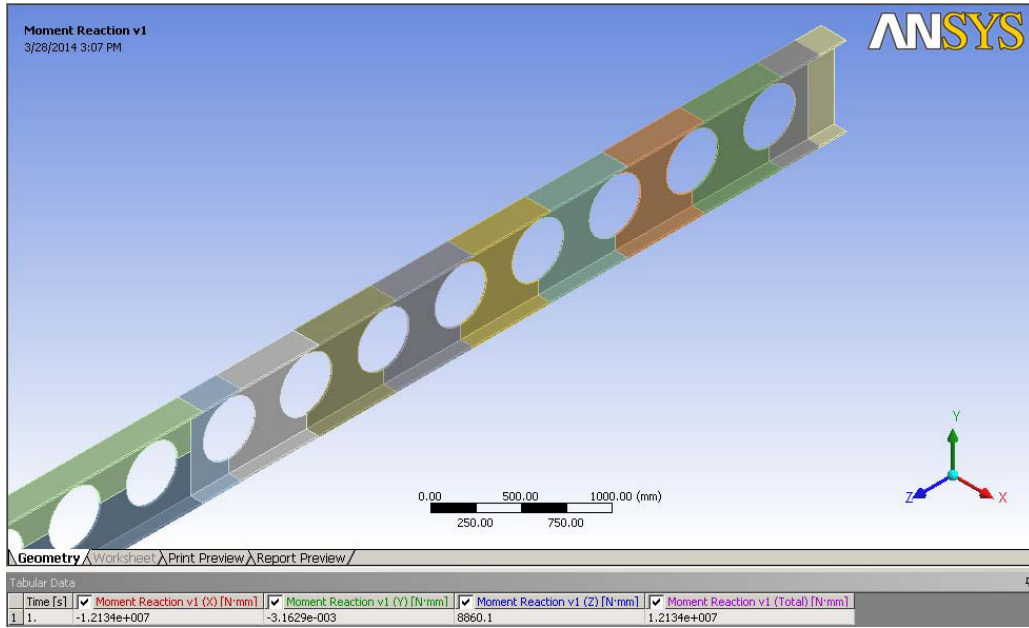 Moment Reaction v1
3/28/2014 3:07 PM
ANSYS
Y
Z X
0.00 500.00 1000.00 (mm)
250.00 750.00
Geometry Worksheet Print Preview Report Preview
Tabular Data
Time [s] Moment Reaction v1 (X) [N·mm] Moment Reaction v1 (Y) [N·mm] Moment Reaction v1 (Z) [N·mm] Moment Reaction v1 (Total) [N·mm]
1 1. -1.2134e+007 -3.1629e-003 8860.1 1.2134e+007